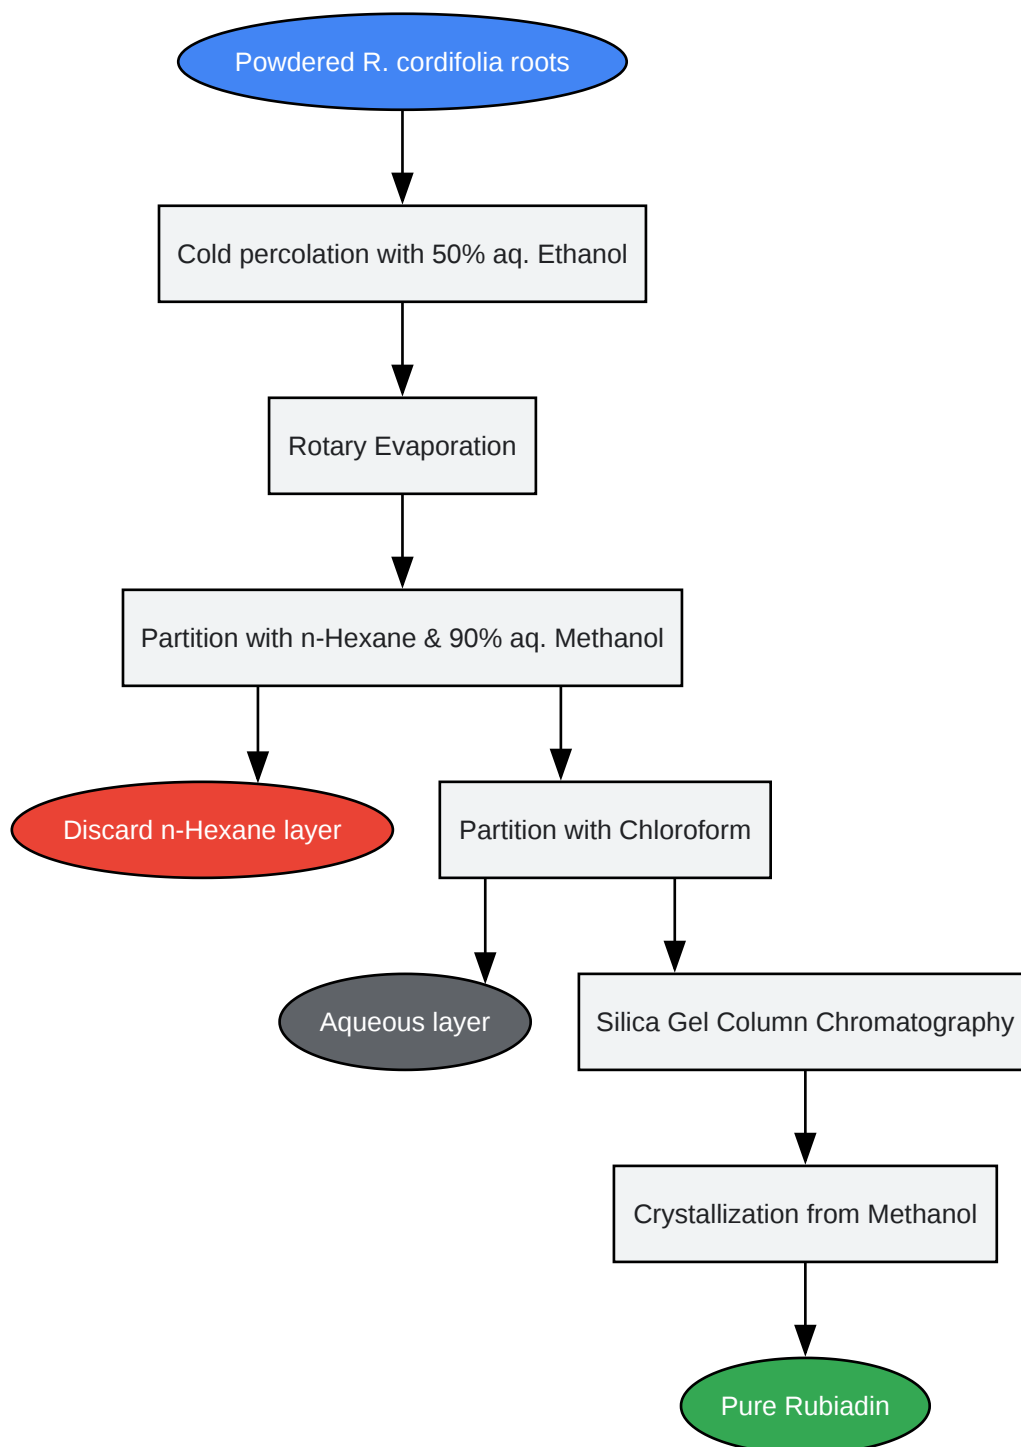 Powdered R. cordifolia roots
Cold percolation with 50% aq. Ethanol
Rotary Evaporation
Partition with n-Hexane & 90% aq. Methanol
Discard n-Hexane layer
Partition with Chloroform
Aqueous layer
Silica Gel Column Chromatography
Crystallization from Methanol
Pure Rubiadin